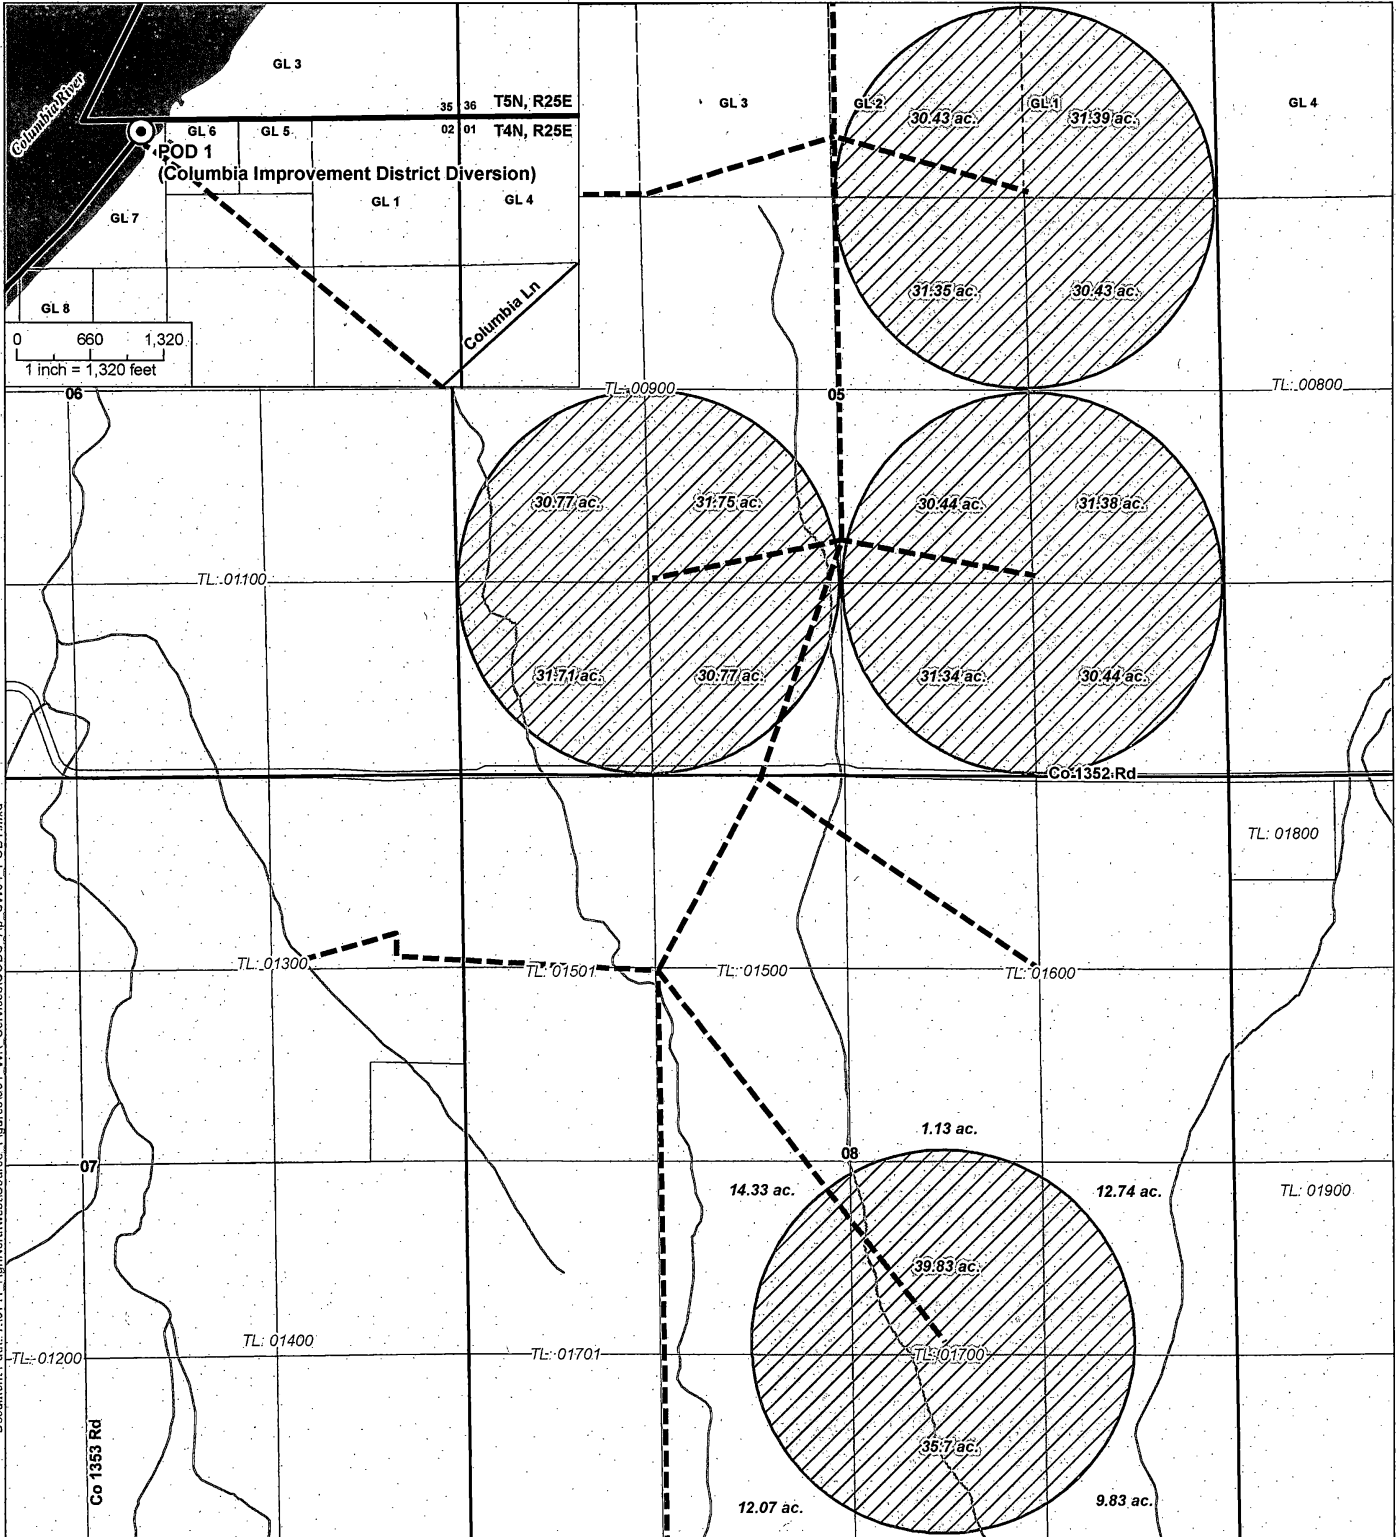 Columbia River
GL 3
35 36 T5N, R25E
02 01 T4N, R25E
GL 6
GL 5
POD 1
(Columbia Improvement District Diversion)
GL 7
GL 1
GL 4
GL 8
Columbia Ln
0 660 1,320
1 inch = 1,320 feet
GL 3
GL 2
GL 1
GL 4
30.43 ac.
31.39 ac.
31.35 ac.
30.43 ac.
06
TL: 00900
05
TL: 00800
30.77 ac.
31.75 ac.
30.44 ac.
31.38 ac.
TL: 01100
31.71 ac.
30.77 ac.
31.34 ac.
30.44 ac.
Co 1352 Rd
TL: 01800
TL: 01300
TL: 01501
TL: 01500
TL: 01600
1.13 ac.
07
08
14.33 ac.
12.74 ac.
TL: 01900
39.83 ac.
TL: 01200
TL: 01400
TL: 01701
TL: 01700
Co 1353 Rd
35.7 ac.
12.07 ac.
9.83 ac.